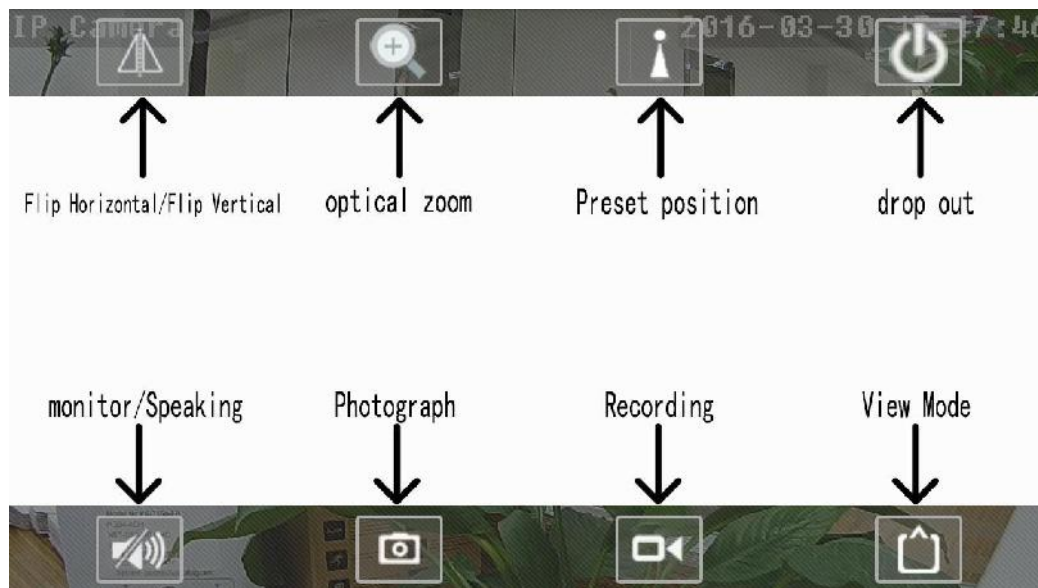 IP Camera 2016-03-30
Flip Horizontal/Flip Vertical optical zoom Preset position drop out
monitor/Speaking Photograph Recording View Mode